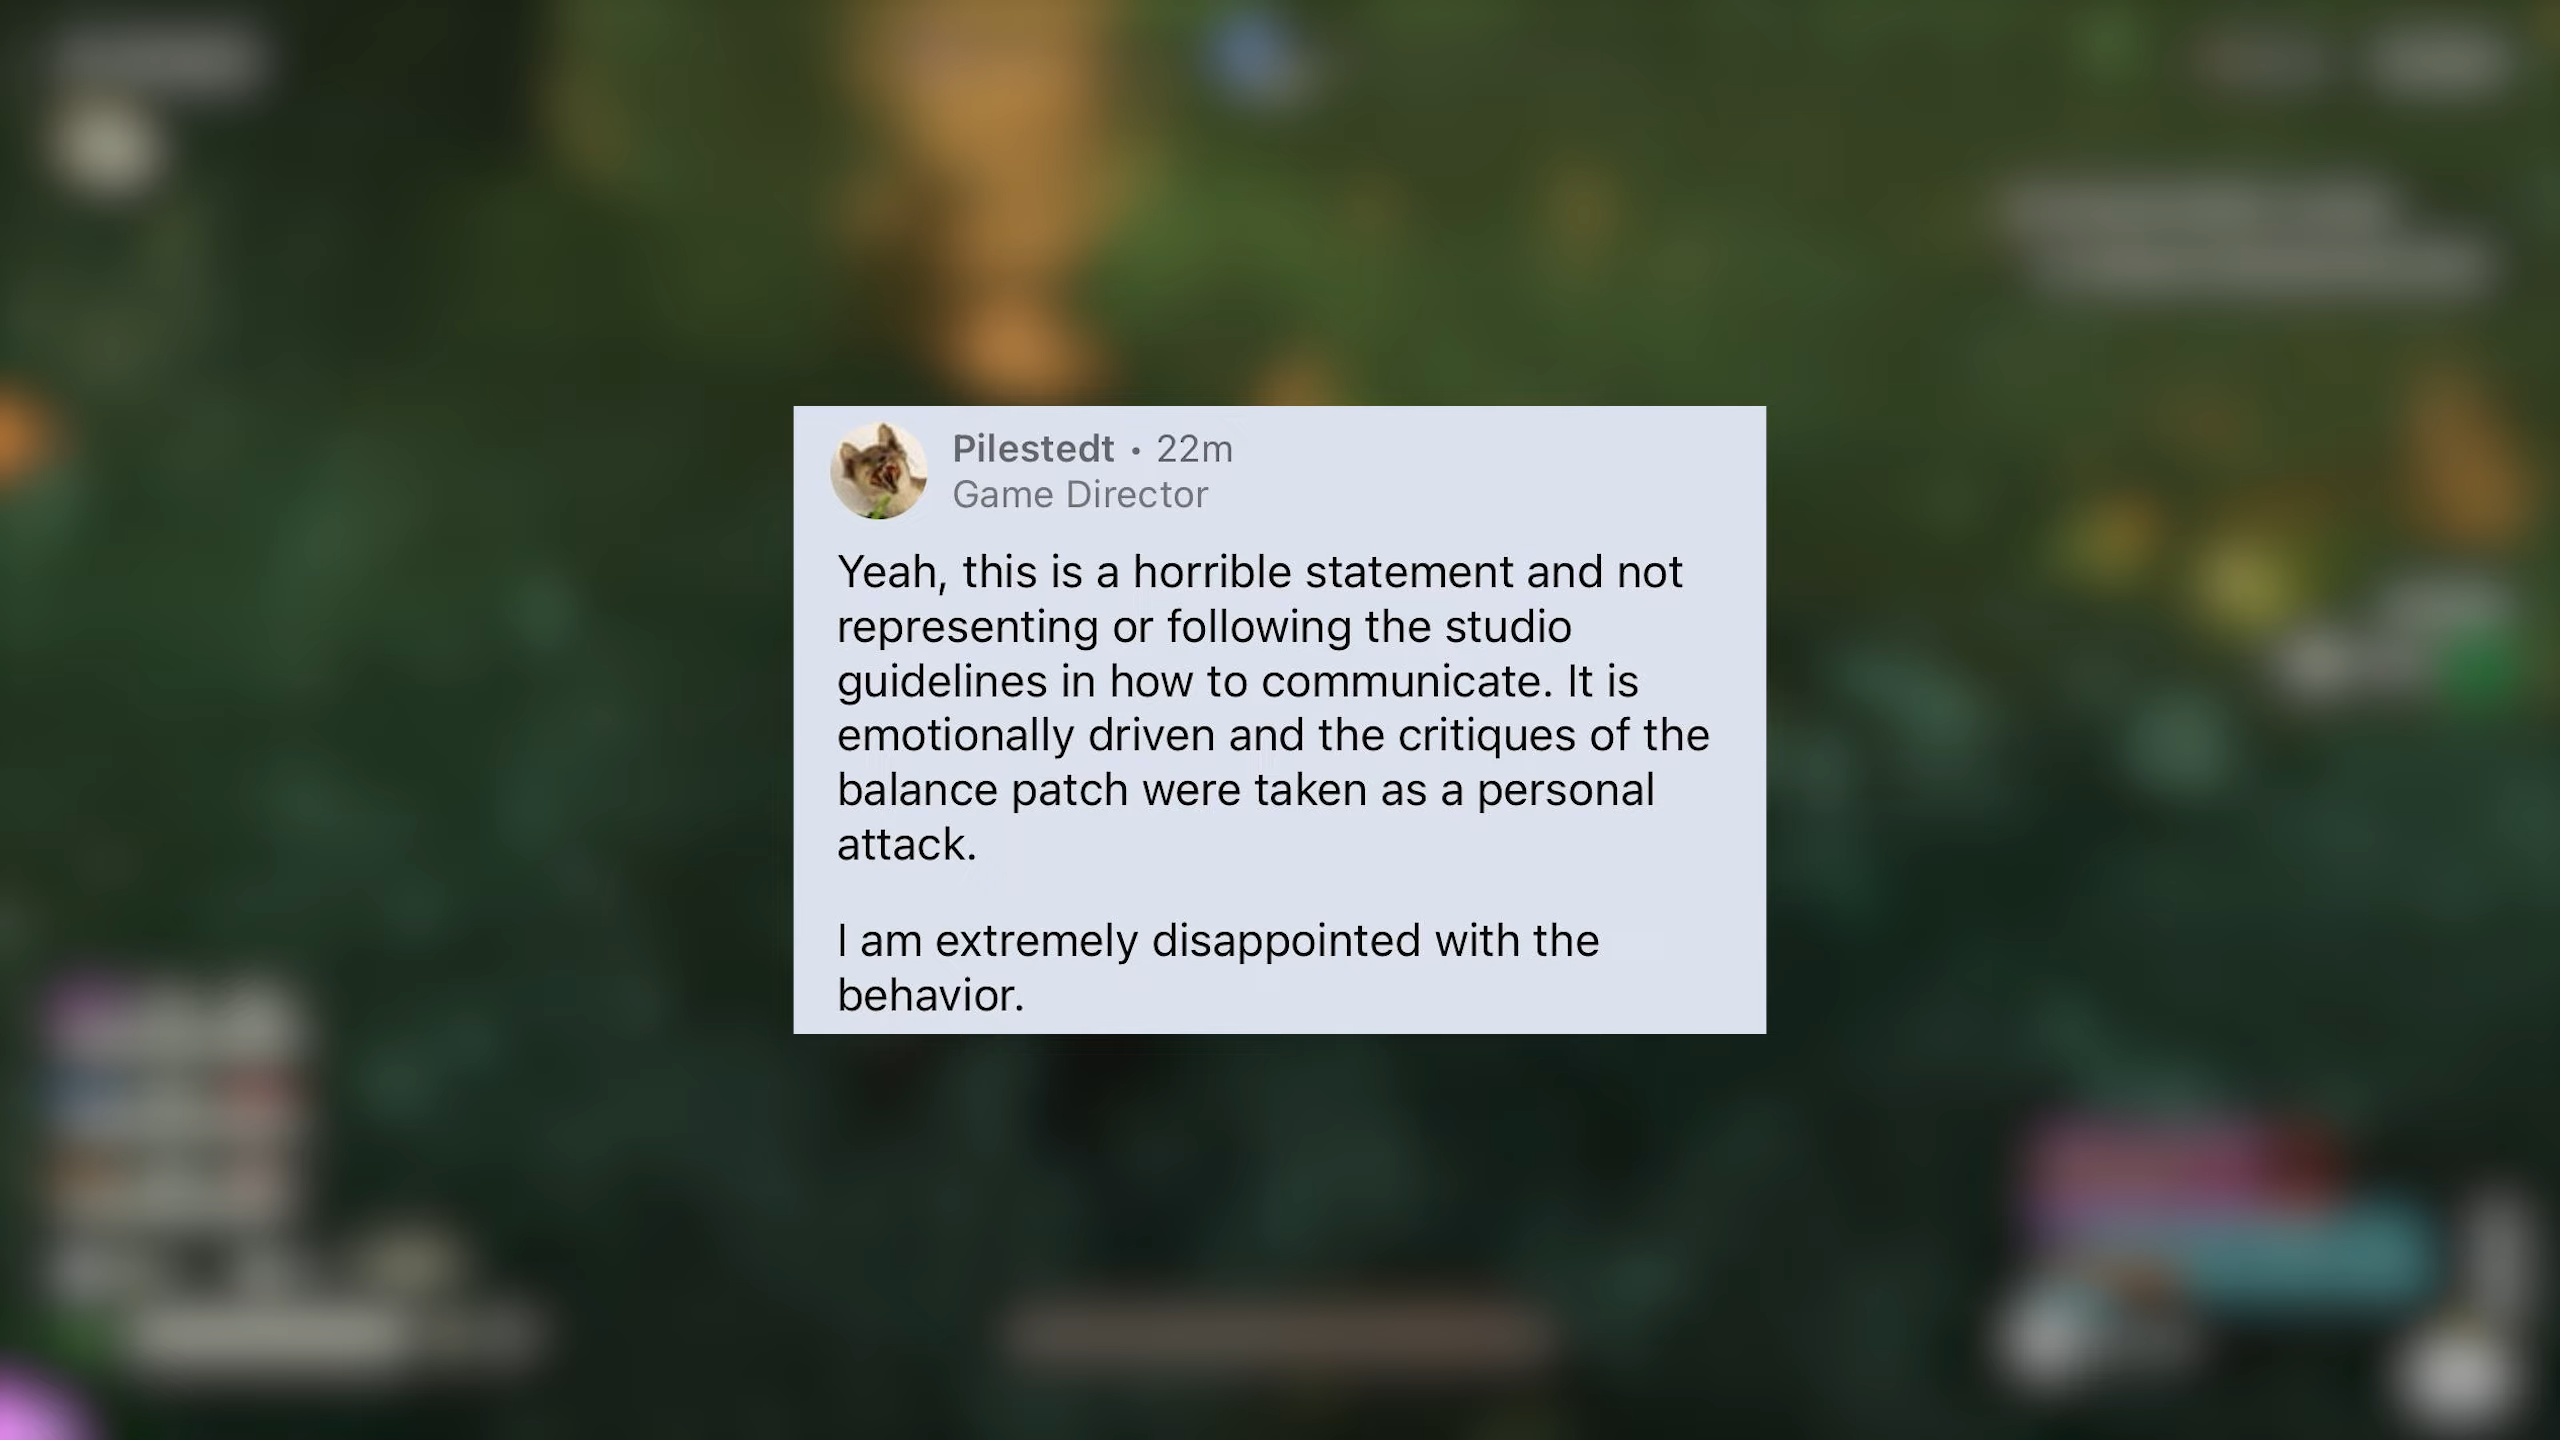 Pilestedt • 22m
Game Director
Yeah, this is a horrible statement and not
representing or following the studio
guidelines in how to communicate. It is
emotionally driven and the critiques of the
balance patch were taken as a personal
attack.
I am extremely disappointed with the
behavior.